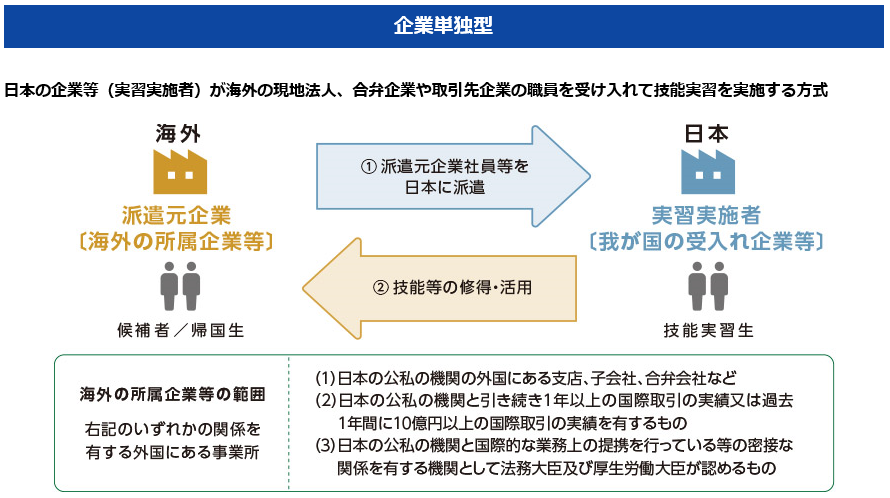 企業単独型
日本の企業等（実習実施者）が海外の現地法人、合弁企業や取引先企業の職員を受け入れて技能実習を実施する方式
海外
派遣元企業
〔海外の所属企業等〕
候補者／帰国生
① 派遣元企業社員等を
日本に派遣
② 技能等の修得・活用
日本
実習実施者
〔我が国の受入れ企業等〕
技能実習生
海外の所属企業等の範囲
右記のいずれかの関係を
有する外国にある事業所
(1)日本の公私の機関の外国にある支店、子会社、合弁会社など
(2)日本の公私の機関と引き続き1年以上の国際取引の実績又は過去
1年間に10億円以上の国際取引の実績を有するもの
(3)日本の公私の機関と国際的な業務上の提携を行っている等の密接な
関係を有する機関として法務大臣及び厚生労働大臣が認めるもの